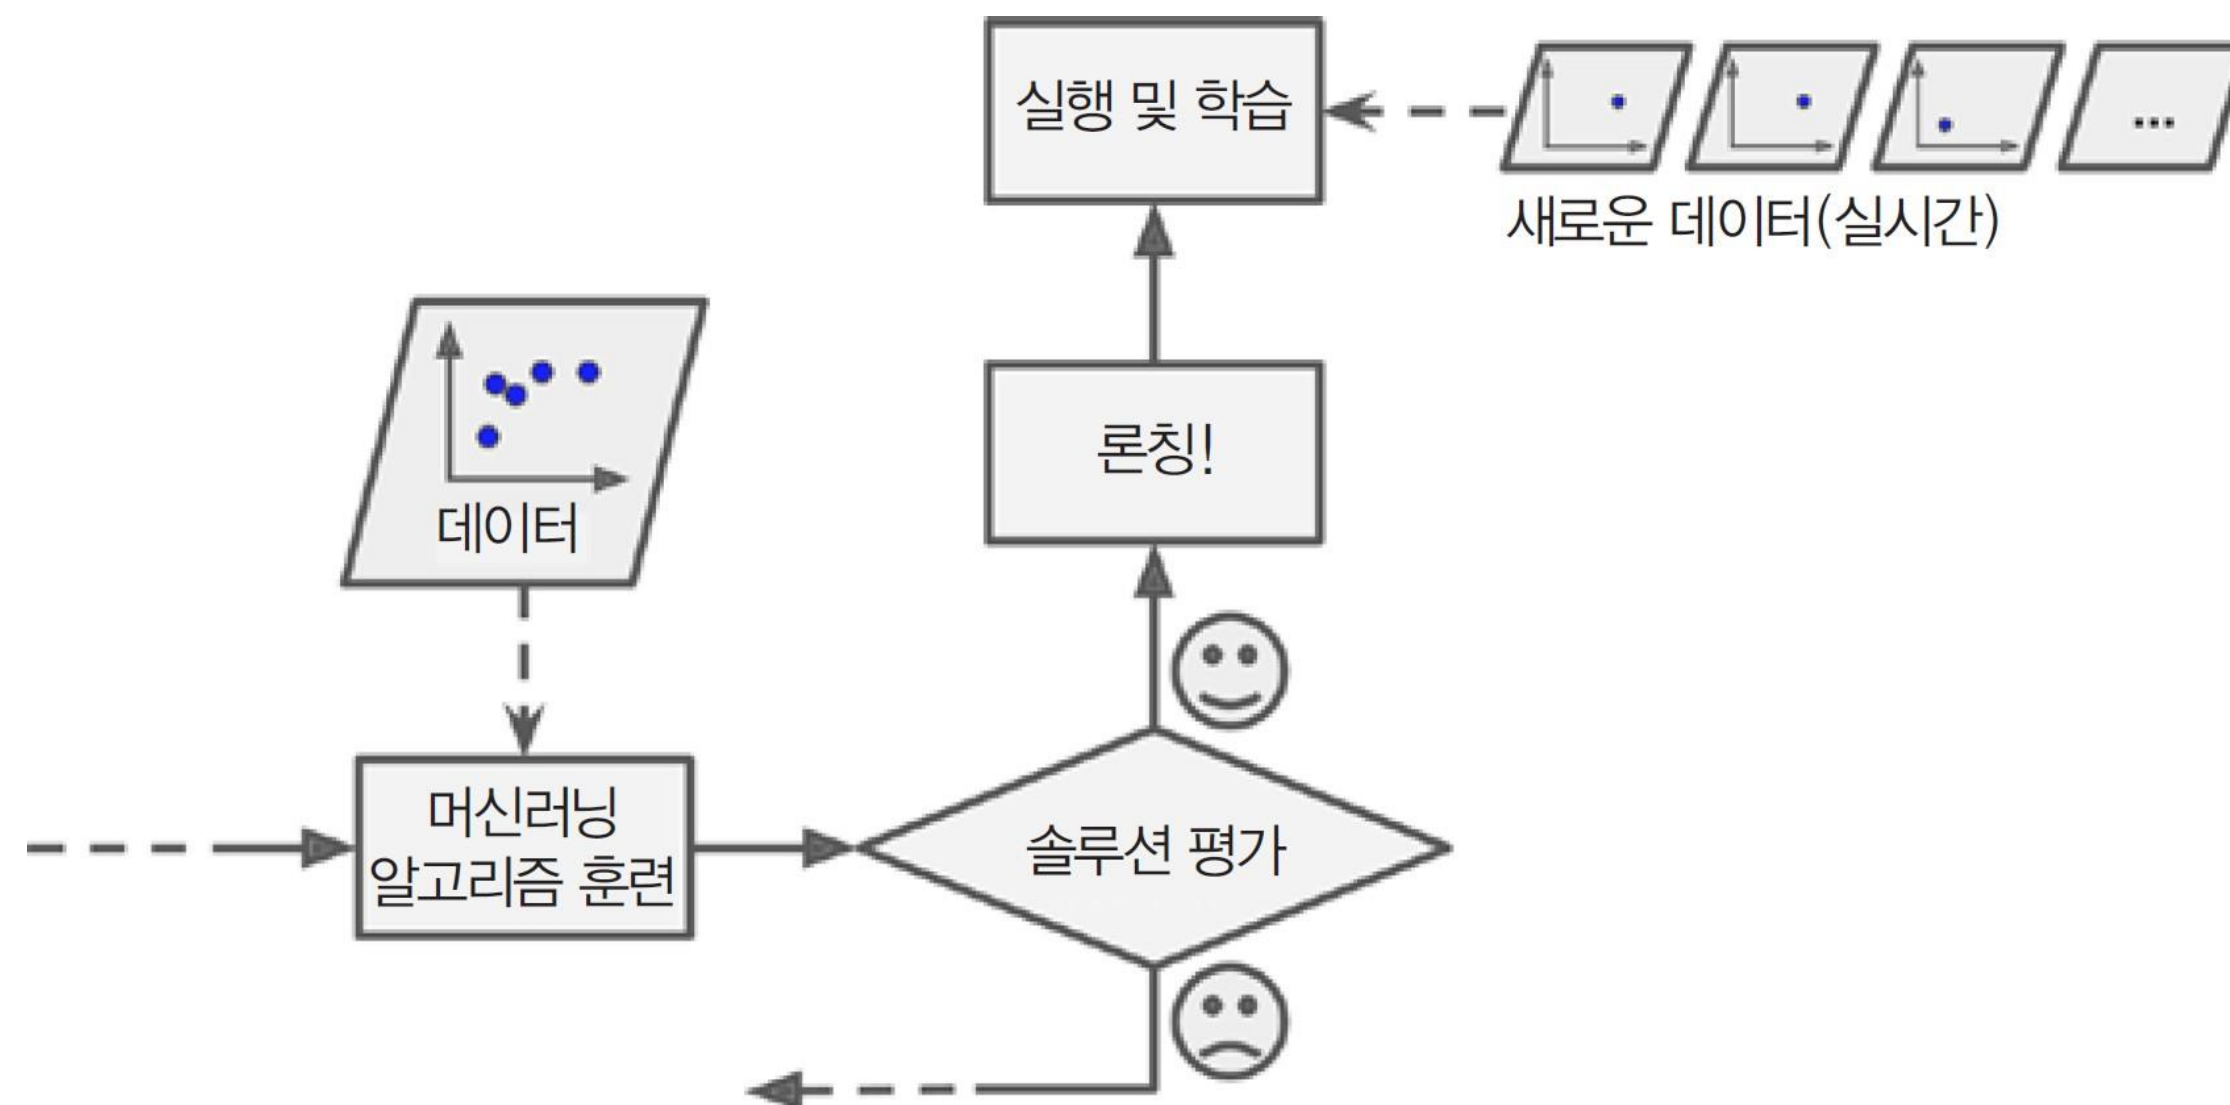 실행 및 학습
새로운 데이터(실시간)
데이터
론칭!
머신러닝
알고리즘 훈련
솔루션 평가